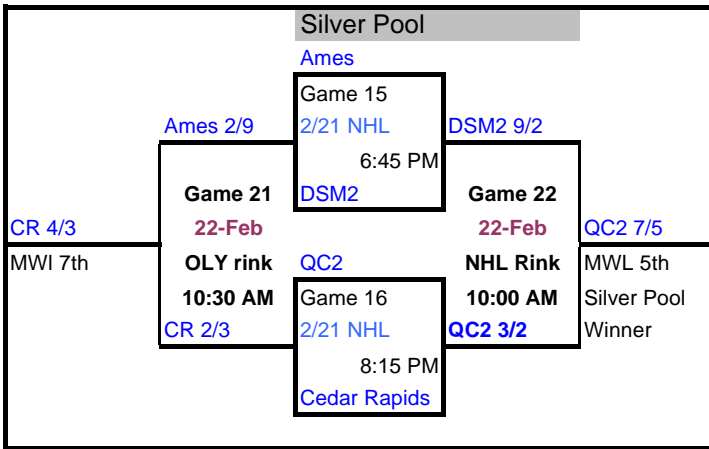 Silver Pool
Ames
Game 15
Ames 2/9
2/21 NHL
DSM2 9/2
6:45 PM
Game 21
DSM2
Game 22
CR 4/3
22-Feb
22-Feb
QC2 7/5
MWI 7th
OLY rink
QC2
NHL Rink
MWL 5th
10:30 AM
Game 16
10:00 AM
Silver Pool
CR 2/3
2/21 NHL
QC2 3/2
Winner
8:15 PM
Cedar Rapids